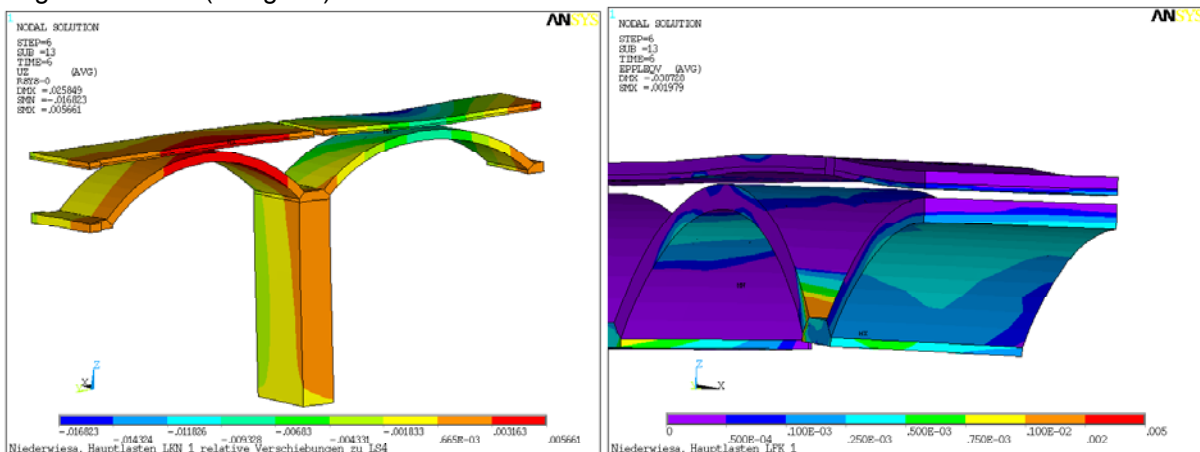 1
ANSYS
NODAL SOLUTION
STEP=6
SUB =13
TIME=6
UZ (AVG)
RSYS=0
DMX =.025849
SMN =-.016823
SMX =.005661
Z
X
-.016823 -.011826 -.00683 -.001833 .003163
-.014324 -.009328 -.004331 .665E-03 .005661
Niederwiesa, Hauptlasten LKN 1 relative Verschiebungen zu LS4
1
ANSYS
NODAL SOLUTION
STEP=6
SUB =13
TIME=6
EPPLEQV (AVG)
SMX =.001979
MX
Z
X
0 .100E-03 .500E-03 .100E-02 .005
.500E-04 .250E-03 .750E-03 .002
Niederwiesa, Hauptlasten LFK 1